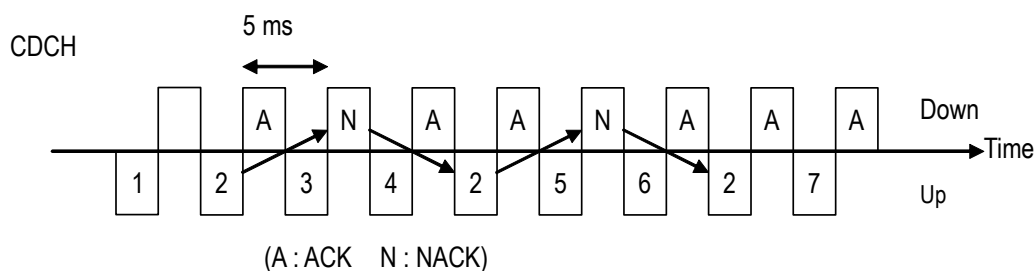 5 ms
CDCH
A N A A N A A A
Down
Time
1 2 3 4 2 5 6 2 7
Up
(A : ACK N : NACK)